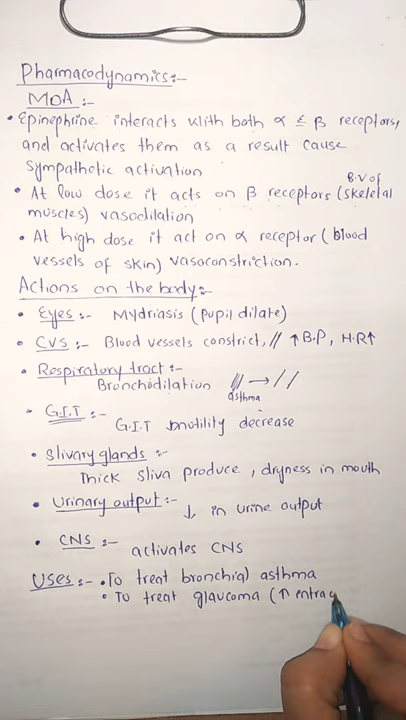 Pharmacodynamics:-
MOA:-
• Epinephrine interacts with both α & β receptors,
and activates them as a result cause
sympathotic activation
B.V of
• At low dose it acts on β receptors (skeletal
muscles) vasodilation
• At high dose it act on α receptor (blood
vessels of skin) vasoconstriction.
Actions on the body:-
• Eyes:- Mydriasis (pupil dilate)
• CVS:- Blood vessels constrict, // ↑B.P, H.R↑
• Respiratory tract:-
Bronchodilation /// → //
asthma
• G.I.T:-
G.I.T motility decrease
• Slivary glands:-
Thick sliva produce, dryness in mouth
• Urinary output:-
↓ in urine output
• CNS:-
activates CNS
Uses:- • To treat bronchial asthma
• To treat glaucoma (↑ entra